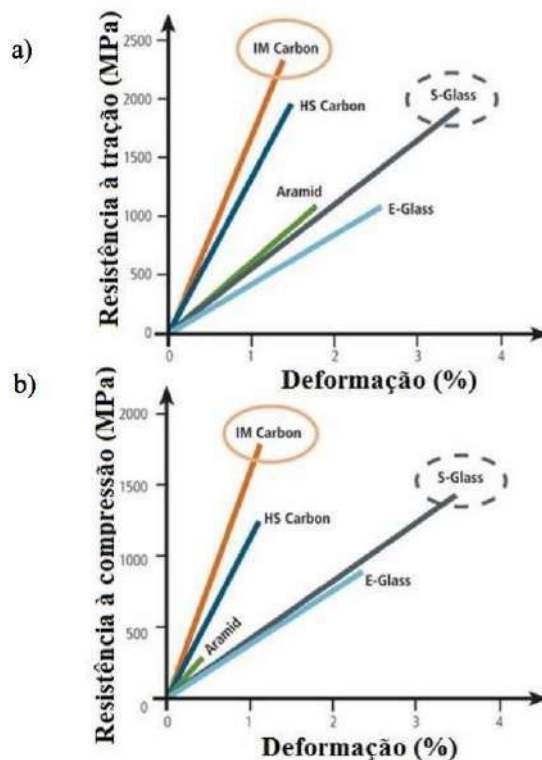 a)
Resistência à tração (MPa)
2500
2000
1500
1000
500
0
IM Carbon
HS Carbon
S-Glass
Aramid
E-Glass
0 1 2 3 4
Deformação (%)
b)
Resistência à compressão (MPa)
2000
1500
1000
500
0
IM Carbon
HS Carbon
S-Glass
E-Glass
Aramid
0 1 2 3 4
Deformação (%)